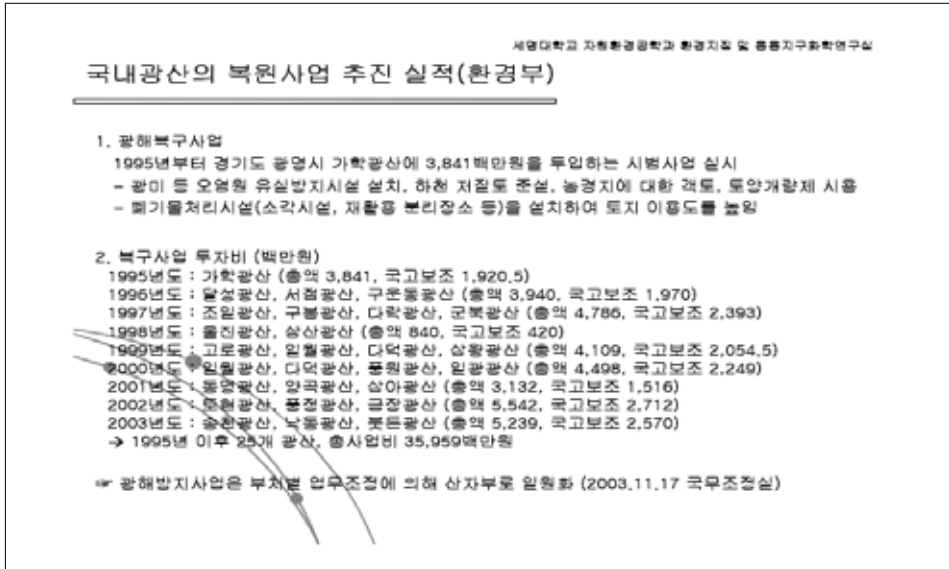 세명대학교 자원환경공학과 환경지질 및 응용지구화학연구실
국내광산의 복원사업 추진 실적(환경부)
1. 광해복구사업
1995년부터 경기도 광명시 가학광산에 3,841백만원을 투입하는 시범사업 실시
- 광미 등 오염원 유실방지시설 설치, 하천 저질토 준설, 농경지에 대한 객토, 토양개량제 시용
- 폐기물처리시설(소각시설, 재활용 분리장소 등)을 설치하여 토지 이용도를 높임
2. 복구사업 투자비 (백만원)
1995년도 : 가학광산 (총액 3,841, 국고보조 1,920.5)
1996년도 : 달성광산, 서점광산, 구운동광산 (총액 3,940, 국고보조 1,970)
1997년도 : 조일광산, 구봉광산, 다락광산, 군북광산 (총액 4,786, 국고보조 2,393)
1998년도 : 울진광산, 삼산광산 (총액 840, 국고보조 420)
1999년도 : 고로광산, 일월광산, 다덕광산, 삼왕광산 (총액 4,109, 국고보조 2,054.5)
2000년도 : 일월광산, 다덕광산, 풍원광산, 일광광산 (총액 4,498, 국고보조 2,249)
2001년도 : 동명광산, 양곡광산, 삼아광산 (총액 3,132, 국고보조 1,516)
2002년도 : 풍정광산, 금장광산 (총액 5,542, 국고보조 2,712)
2003년도 : 송천광산, 낙동광산, 붓든광산 (총액 5,239, 국고보조 2,570)
→ 1995년 이후 25개 광산, 총사업비 35,959백만원
☞ 광해방지사업은 부처별 업무조정에 의해 산자부로 일원화 (2003.11.17 국무조정실)